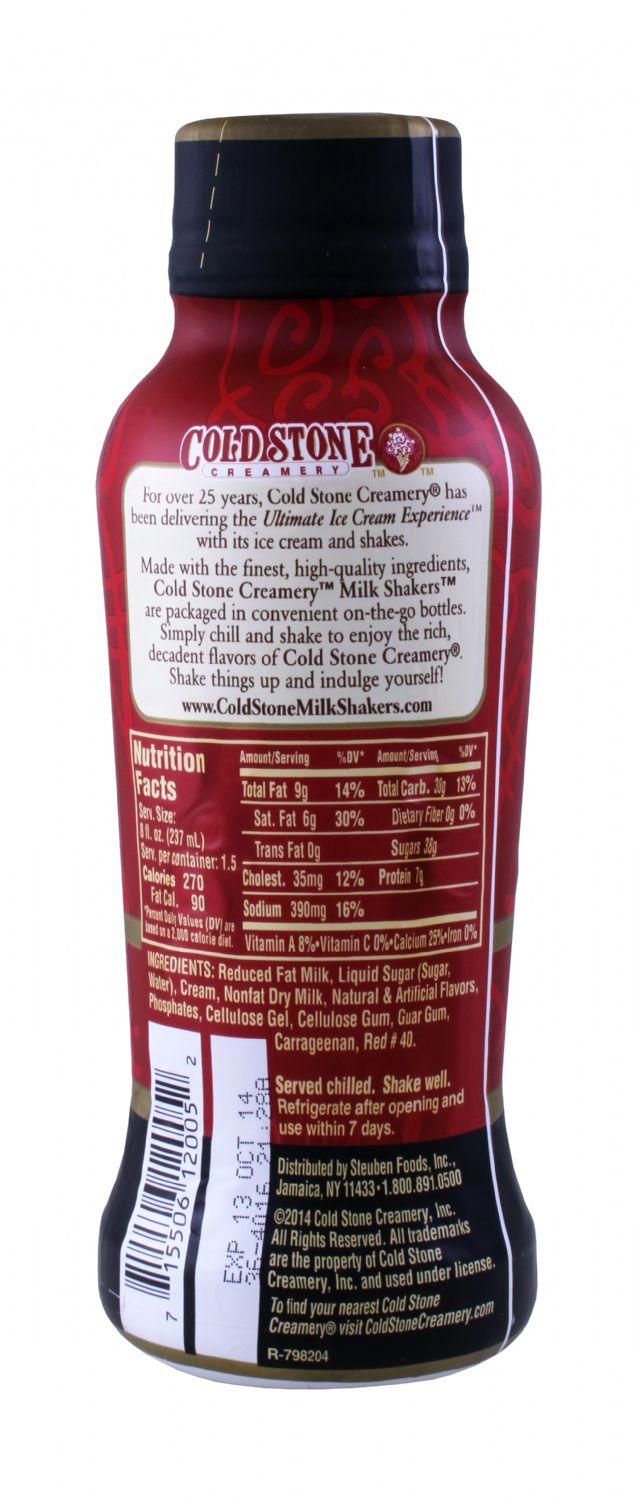 COLD STONE
CREAMERY TM TM
For over 25 years, Cold Stone Creamery® has
been delivering the Ultimate Ice Cream Experience™
with its ice cream and shakes.
Made with the finest, high-quality ingredients,
Cold Stone Creamery™ Milk Shakers™
are packaged in convenient on-the-go bottles.
Simply chill and shake to enjoy the rich,
decadent flavors of Cold Stone Creamery®.
Shake things up and indulge yourself!
www.ColdStoneMilkShakers.com
Nutrition
Facts
Serv. Size:
8 fl. oz. (237 mL)
Serv. per container: 1.5
Calories 270
Fat Cal. 90
*Percent Daily Values (DV) are
based on a 2,000 calorie diet.
Amount/Serving %DV* Amount/Serving %DV*
Total Fat 9g 14% Total Carb. 38g 13%
Sat. Fat 6g 30% Dietary Fiber 0g 0%
Trans Fat 0g Sugars 38g
Cholest. 35mg 12% Protein 7g
Sodium 390mg 16%
Vitamin A 8%•Vitamin C 0%•Calcium 25%•Iron 0%
INGREDIENTS: Reduced Fat Milk, Liquid Sugar (Sugar,
Water), Cream, Nonfat Dry Milk, Natural & Artificial Flavors,
Phosphates, Cellulose Gel, Cellulose Gum, Guar Gum,
Carrageenan, Red # 40.
Served chilled. Shake well.
Refrigerate after opening and
use within 7 days.
Distributed by Steuben Foods, Inc.,
Jamaica, NY 11433•1.800.891.0500
©2014 Cold Stone Creamery, Inc.
All Rights Reserved. All trademarks
are the property of Cold Stone
Creamery, Inc. and used under license.
To find your nearest Cold Stone
Creamery® visit ColdStoneCreamery.com
R-798204
7 15506 12005 2
EXP 13 OCT 14